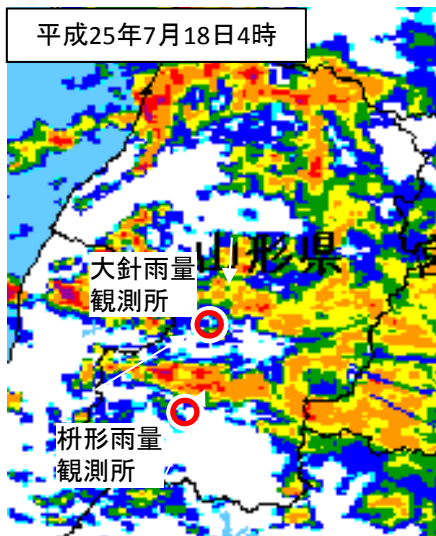 平成25年7月18日4時
山形県
大針雨量
観測所
枡形雨量
観測所